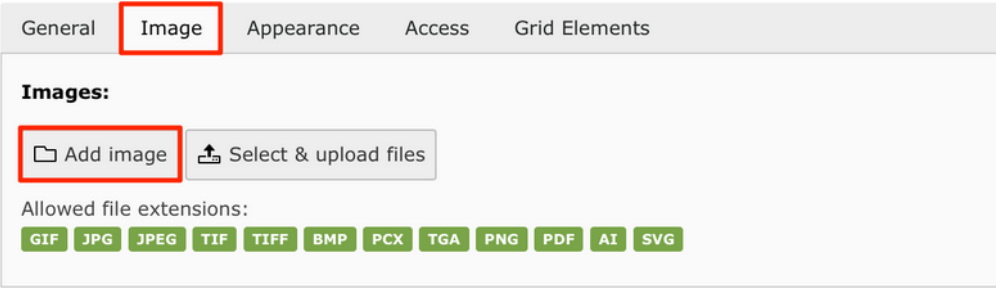 General Image Appearance Access Grid Elements
Images:
Add image Select & upload files
Allowed file extensions:
GIF JPG JPEG TIF TIFF BMP PCX TGA PNG PDF AI SVG